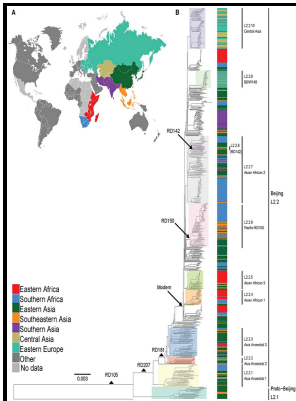 A
B
L2.2.10
Central Asia
L2.2.9
B0/W148
RD142
L2.2.8
(RD142)
L2.2.7
Asian African 2
Beijing
L2.2
L2.2.6
Pacific RD150
RD150
L2.2.5
Asian African 3
Modern
L2.2.4
Asian African 1
Eastern Africa
Southern Africa
Eastern Asia
Southeastern Asia
Southern Asia
Central Asia
Eastern Europe
Other
No data
L2.2.3
Asia Ancestral 3
RD181
L2.2.2
Asia Ancestral 2
RD207
L2.2.1
Asia Ancestral 1
RD105
0.003
Proto-Beijing
L2.1